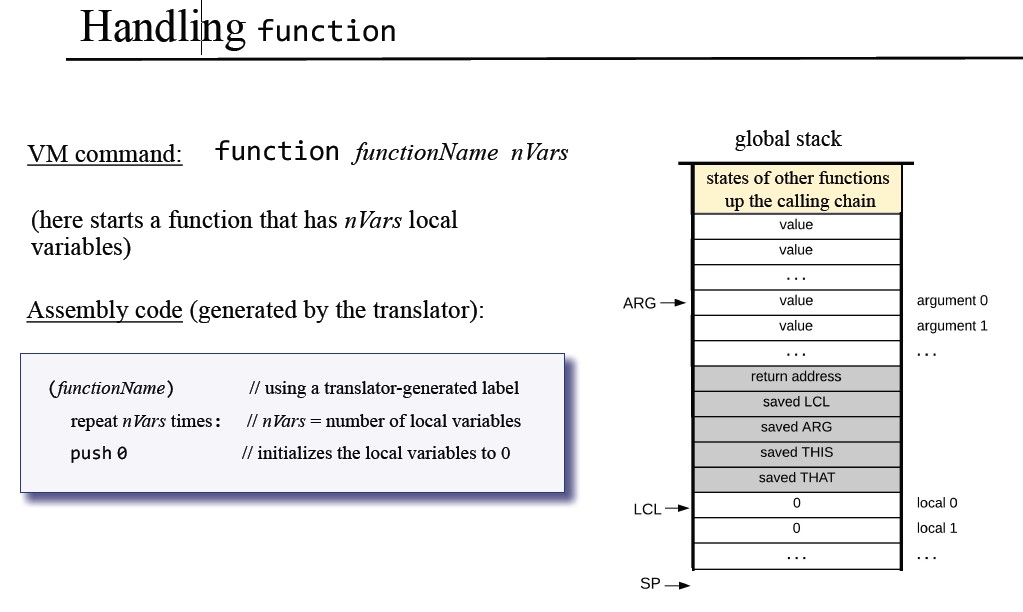 Handling function
VM command: function functionName nVars
(here starts a function that has nVars local
variables)
Assembly code (generated by the translator):
(functionName) // using a translator-generated label
repeat nVars times: // nVars = number of local variables
push 0 // initializes the local variables to 0
global stack
states of other functions
up the calling chain
value
value
...
ARG value argument 0
value argument 1
... ...
return address
saved LCL
saved ARG
saved THIS
saved THAT
LCL 0 local 0
0 local 1
... ...
SP